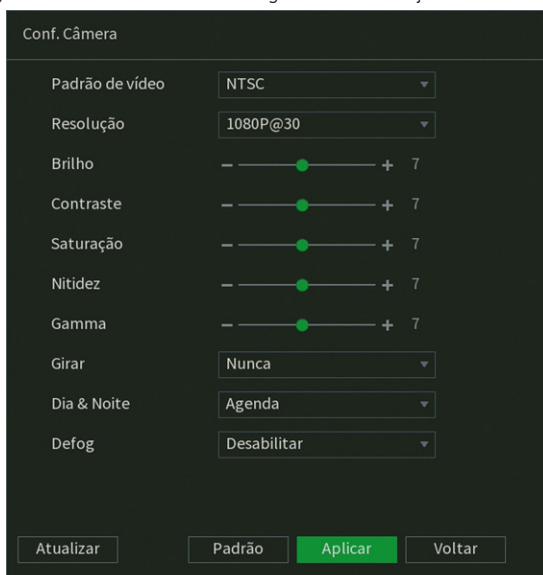 Conf. Câmera
Padrão de vídeo NTSC
Resolução 1080P@30
Brilho 7
Contraste 7
Saturação 7
Nitidez 7
Gamma 7
Girar Nunca
Dia & Noite Agenda
Defog Desabilitar
Atualizar Padrão Aplicar Voltar